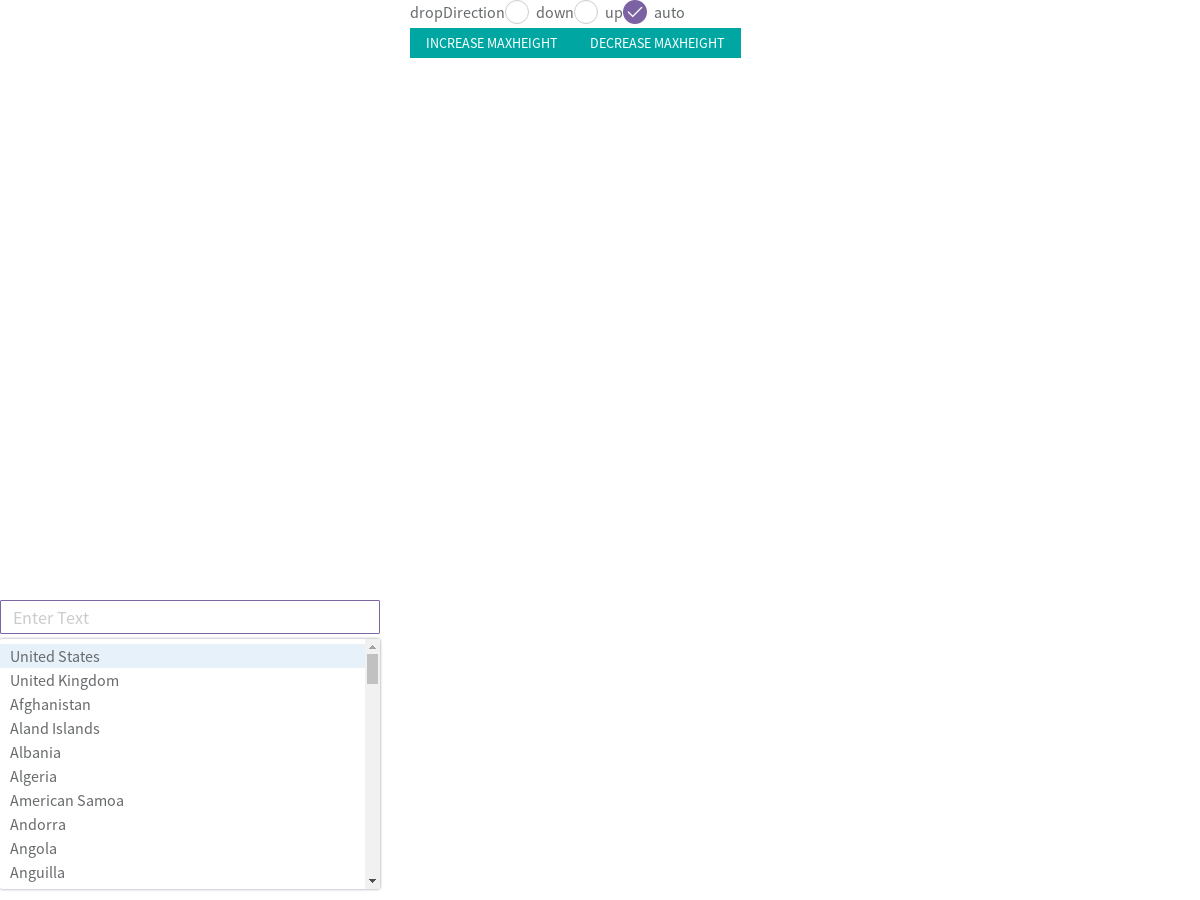 dropDirection down up auto
INCREASE MAXHEIGHT DECREASE MAXHEIGHT
Enter Text
United States
United Kingdom
Afghanistan
Aland Islands
Albania
Algeria
American Samoa
Andorra
Angola
Anguilla